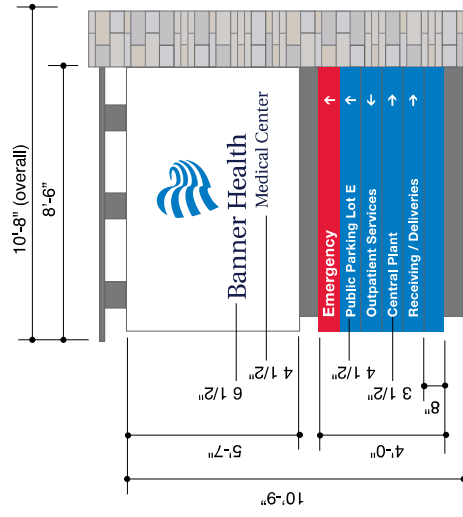 10'-8" (overall)
8'-6"
Banner Health
Medical Center
6 1/2"
4 1/2"
Emergency ↑
Public Parking Lot E ↑
Outpatient Services ←
Central Plant →
Receiving / Deliveries →
4 1/2"
3 1/2"
8"
5'-7"
4'-0"
10'-9"